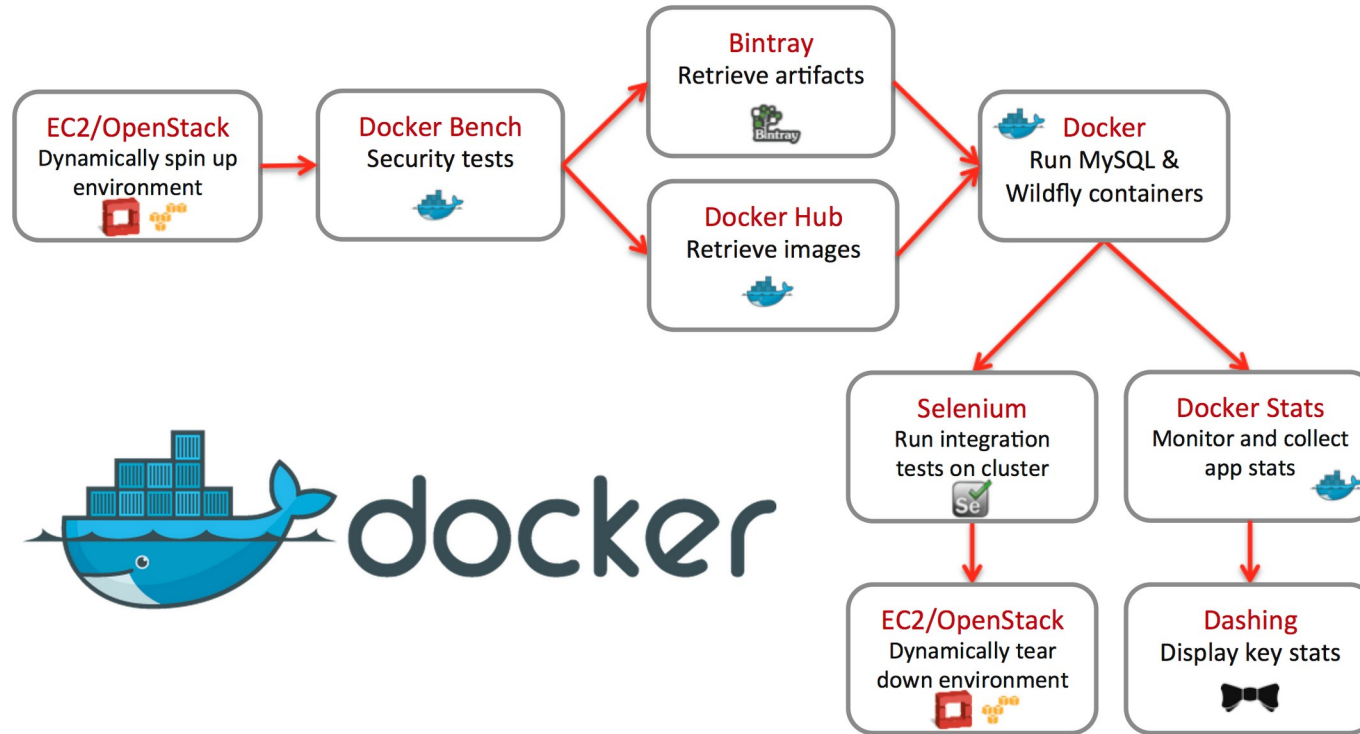 EC2/OpenStack
Dynamically spin up
environment
Docker Bench
Security tests
Bintray
Retrieve artifacts
Bintray
Docker Hub
Retrieve images
Docker
Run MySQL &
Wildfly containers
Selenium
Run integration
tests on cluster
Se
Docker Stats
Monitor and collect
app stats
EC2/OpenStack
Dynamically tear
down environment
Dashing
Display key stats
docker